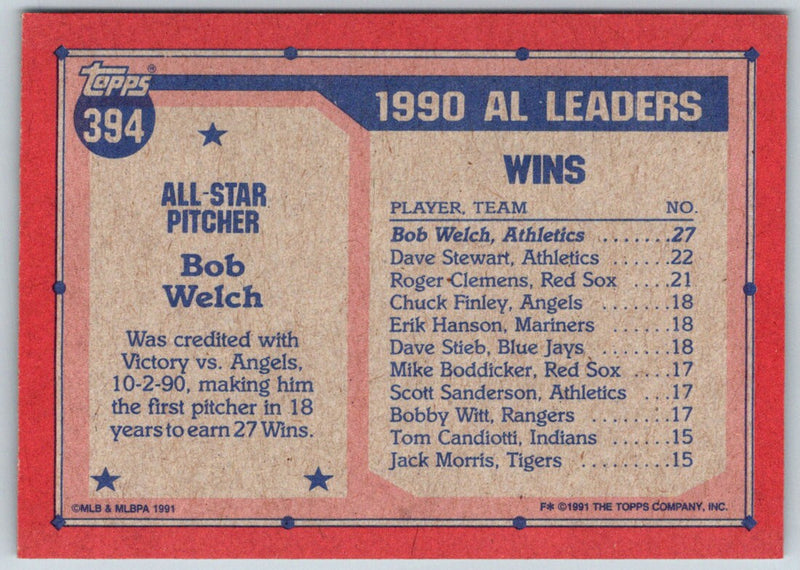 Topps®
394
ALL-STAR
PITCHER
Bob
Welch
Was credited with
Victory vs. Angels,
10-2-90, making him
the first pitcher in 18
years to earn 27 Wins.
©MLB & MLBPA 1991
1990 AL LEADERS
WINS
PLAYER, TEAM NO.
Bob Welch, Athletics .......27
Dave Stewart, Athletics ......22
Roger Clemens, Red Sox ....21
Chuck Finley, Angels .......18
Erik Hanson, Mariners ......18
Dave Stieb, Blue Jays .......18
Mike Boddicker, Red Sox ....17
Scott Sanderson, Athletics ...17
Bobby Witt, Rangers .......17
Tom Candiotti, Indians ......15
Jack Morris, Tigers .........15
F* ©1991 THE TOPPS COMPANY, INC.